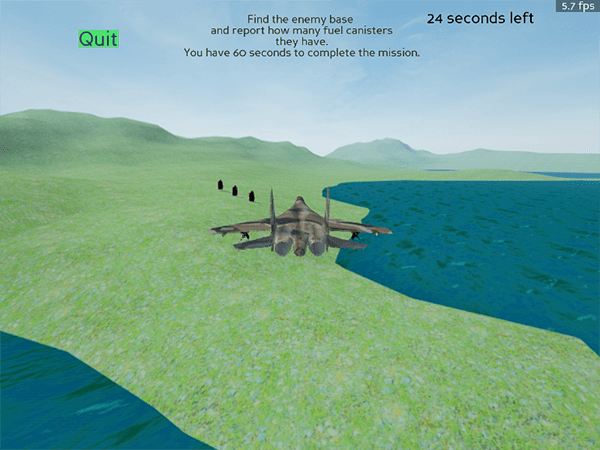 5.7 fps
Quit
Find the enemy base
and report how many fuel canisters
they have.
You have 60 seconds to complete the mission.
24 seconds left